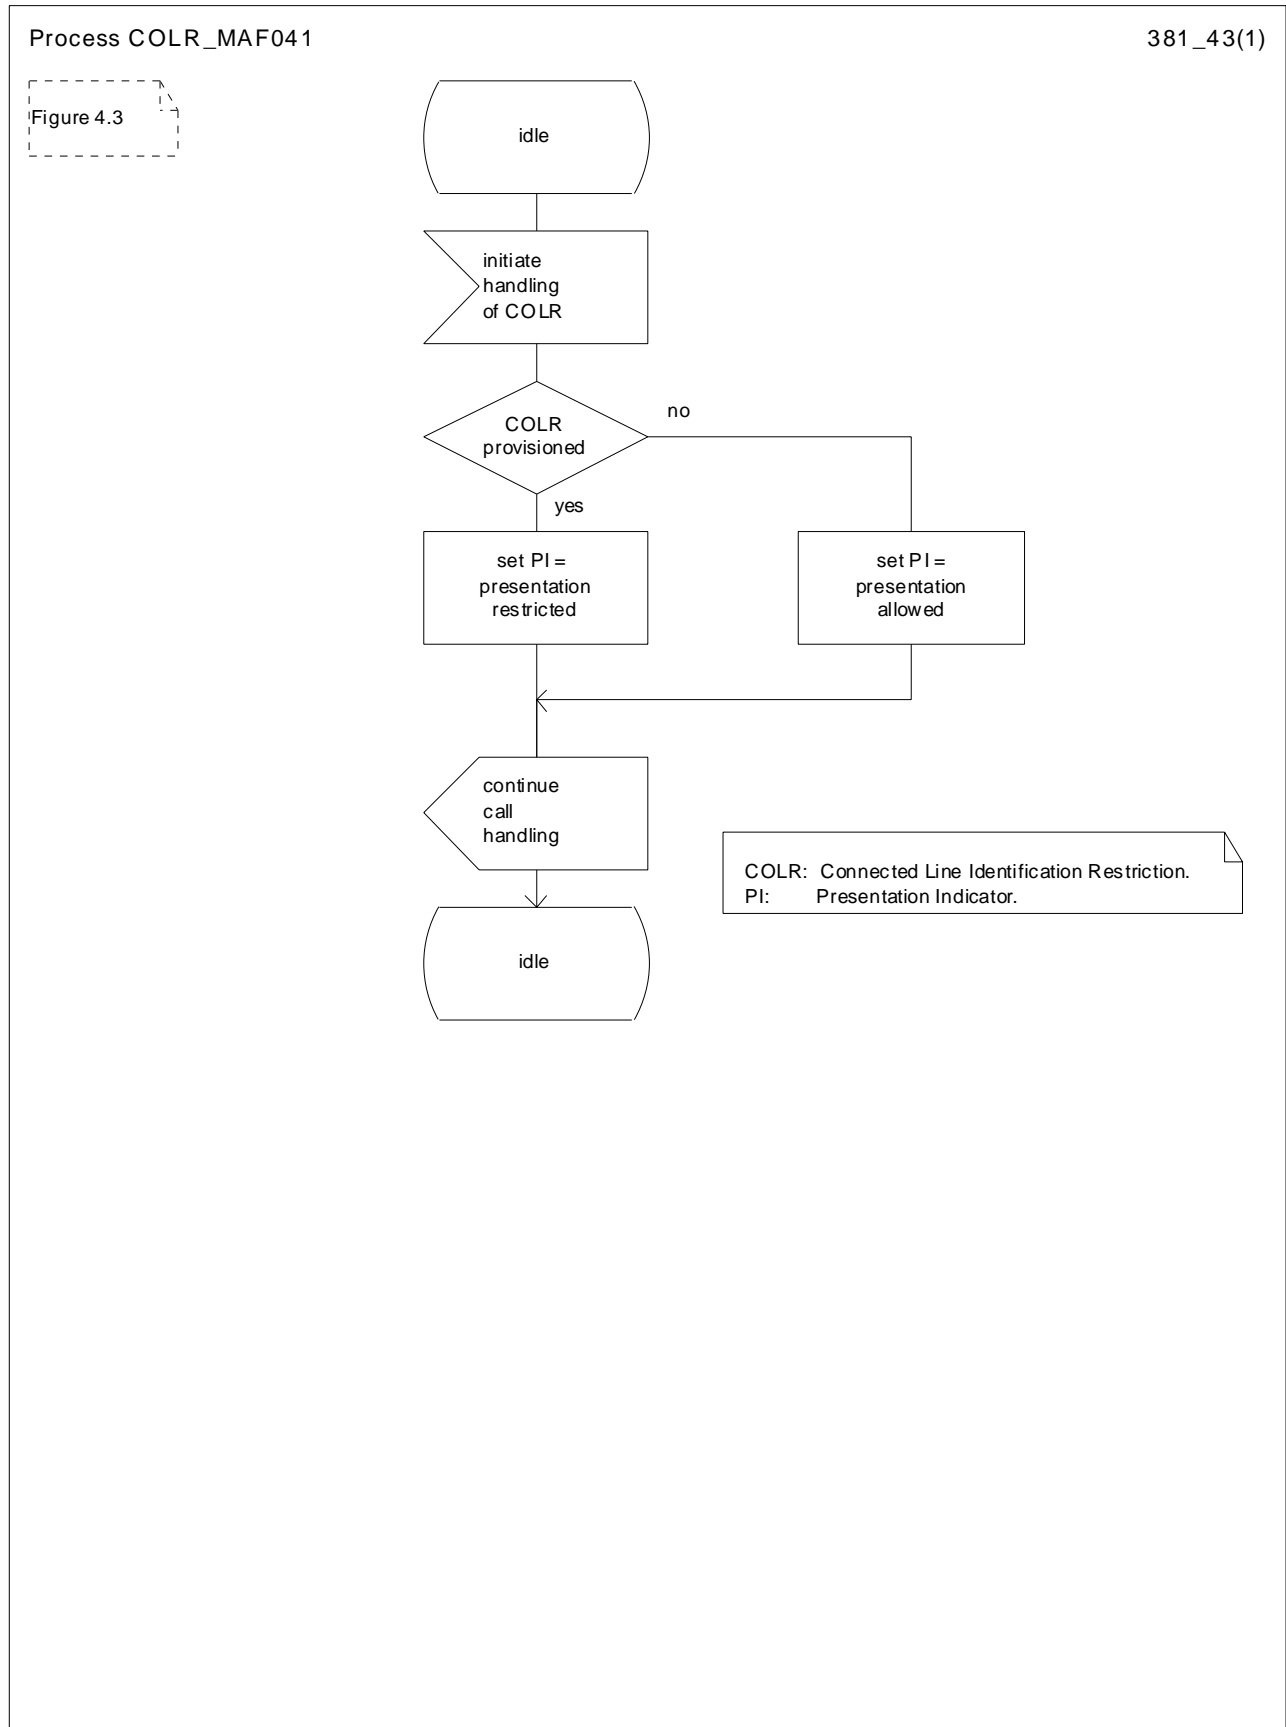 Process COLR_MAF041
381_43(1)
Figure 4.3
idle
initiate
handling
of COLR
COLR
provisioned
no
yes
set PI =
presentation
restricted
set PI =
presentation
allowed
continue
call
handling
COLR: Connected Line Identification Restriction.
PI: Presentation Indicator.
idle